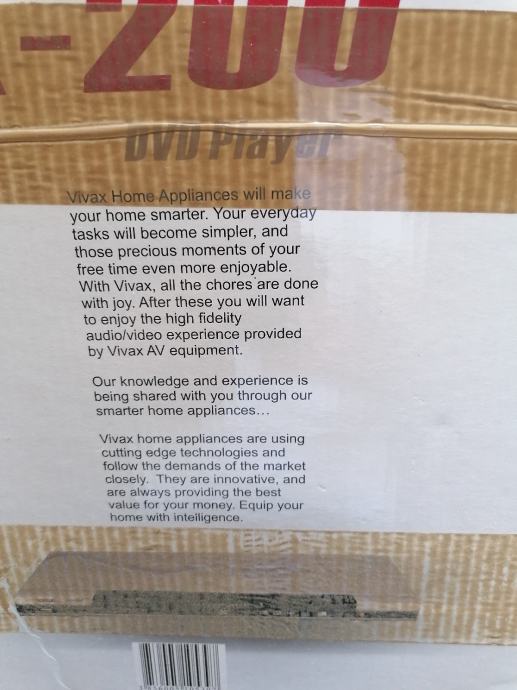 -200
DVD Player
Vivax Home Appliances will make
your home smarter. Your everyday
tasks will become simpler, and
those precious moments of your
free time even more enjoyable.
With Vivax, all the chores are done
with joy. After these you will want
to enjoy the high fidelity
audio/video experience provided
by Vivax AV equipment.
Our knowledge and experience is
being shared with you through our
smarter home appliances...
Vivax home appliances are using
cutting edge technologies and
follow the demands of the market
closely. They are innovative, and
are always providing the best
value for your money. Equip your
home with intelligence.